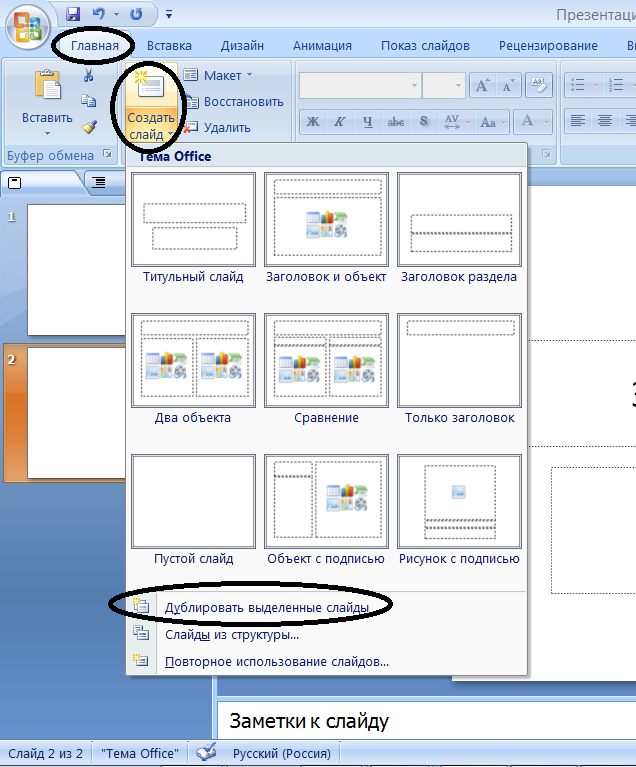 Презентаци
Главная Вставка Дизайн Анимация Показ слайдов Рецензирование
Вставить
Буфер обмена
Создать слайд
Макет
Восстановить
Удалить
Ж К Ч abc S AV Aa A
Тема Office
Титульный слайд Заголовок и объект Заголовок раздела
Два объекта Сравнение Только заголовок
Пустой слайд Объект с подписью Рисунок с подписью
Дублировать выделенные слайды
Слайды из структуры...
Повторное использование слайдов...
1
2
Заметки к слайду
Слайд 2 из 2 "Тема Office" Русский (Россия)